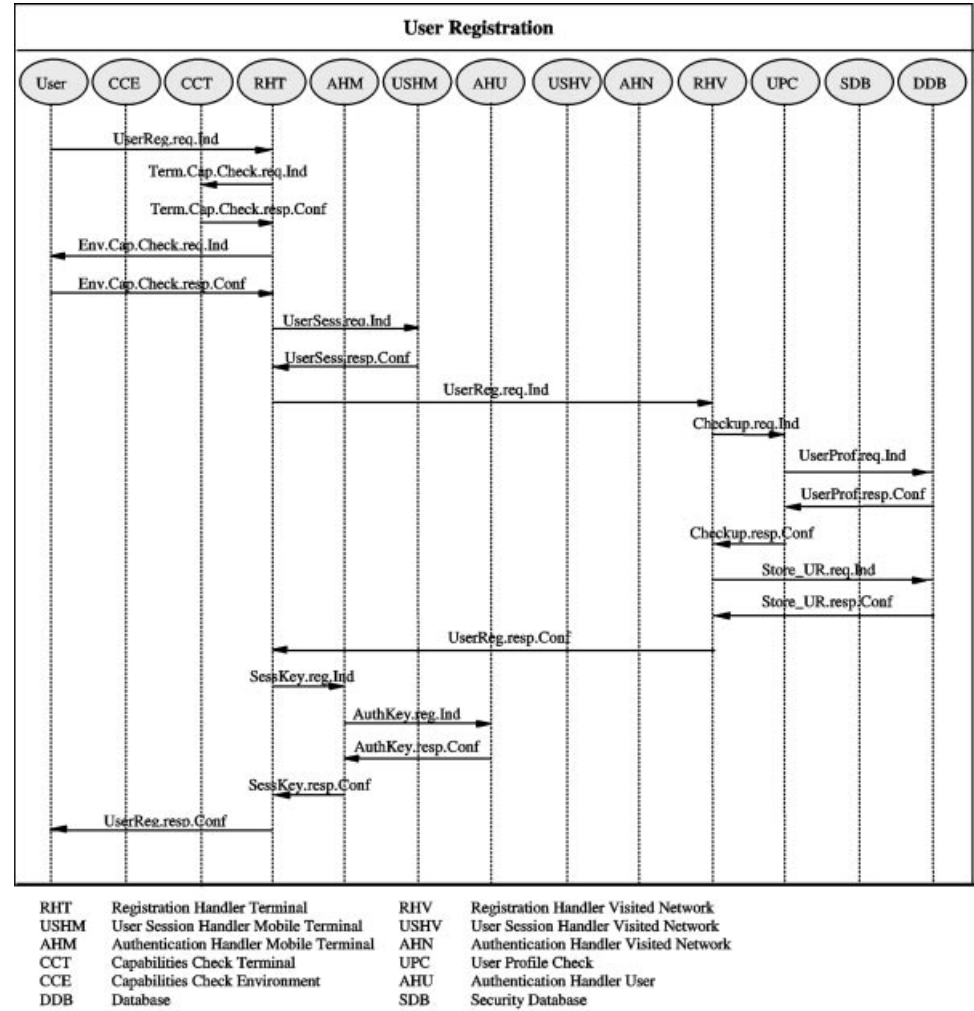 User Registration
User CCE CCT RHT AHM USHM AHU USHV AHN RHV UPC SDB DDB
UserReg.req.Ind
Term.Cap.Check.req.Ind
Term.Cap.Check.resp.Conf
Env.Cap.Check.req.Ind
Env.Cap.Check.resp.Conf
UserSess.req.Ind
UserSess.resp.Conf
UserReg.req.Ind
Checkup.req.Ind
UserProf.req.Ind
UserProf.resp.Conf
Checkup.resp.Conf
Store_UR.req.Ind
Store_UR.resp.Conf
UserReg.resp.Conf
SessKey.reg.Ind
AuthKey.reg.Ind
AuthKey.resp.Conf
SessKey.resp.Conf
UserReg.resp.Conf
RHT Registration Handler Terminal RHV Registration Handler Visited Network
USHM User Session Handler Mobile Terminal USHV User Session Handler Visited Network
AHM Authentication Handler Mobile Terminal AHN Authentication Handler Visited Network
CCT Capabilities Check Terminal UPC User Profile Check
CCE Capabilities Check Environment AHU Authentication Handler User
DDB Database SDB Security Database